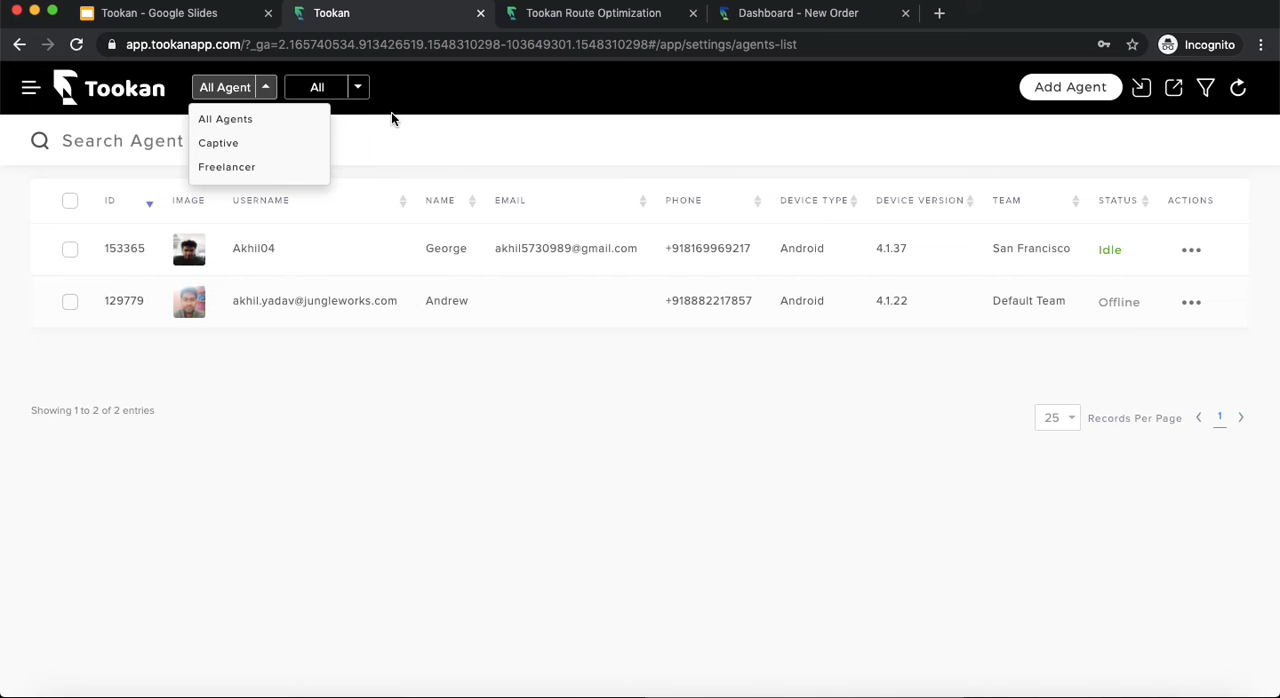 Tookan - Google Slides
Tookan
Tookan Route Optimization
Dashboard - New Order
app.tookanapp.com/?_ga=2.165740534.913426519.1548310298-103649301.1548310298#/app/settings/agents-list
Incognito
Tookan
All Agent
All
Add Agent
All Agents
Captive
Freelancer
Search Agent
ID IMAGE USERNAME NAME EMAIL PHONE DEVICE TYPE DEVICE VERSION TEAM STATUS ACTIONS
153365 Akhil04 George akhil5730989@gmail.com +918169969217 Android 4.1.37 San Francisco Idle
129779 akhil.yadav@jungleworks.com Andrew +918882217857 Android 4.1.22 Default Team Offline
Showing 1 to 2 of 2 entries
25 Records Per Page 1